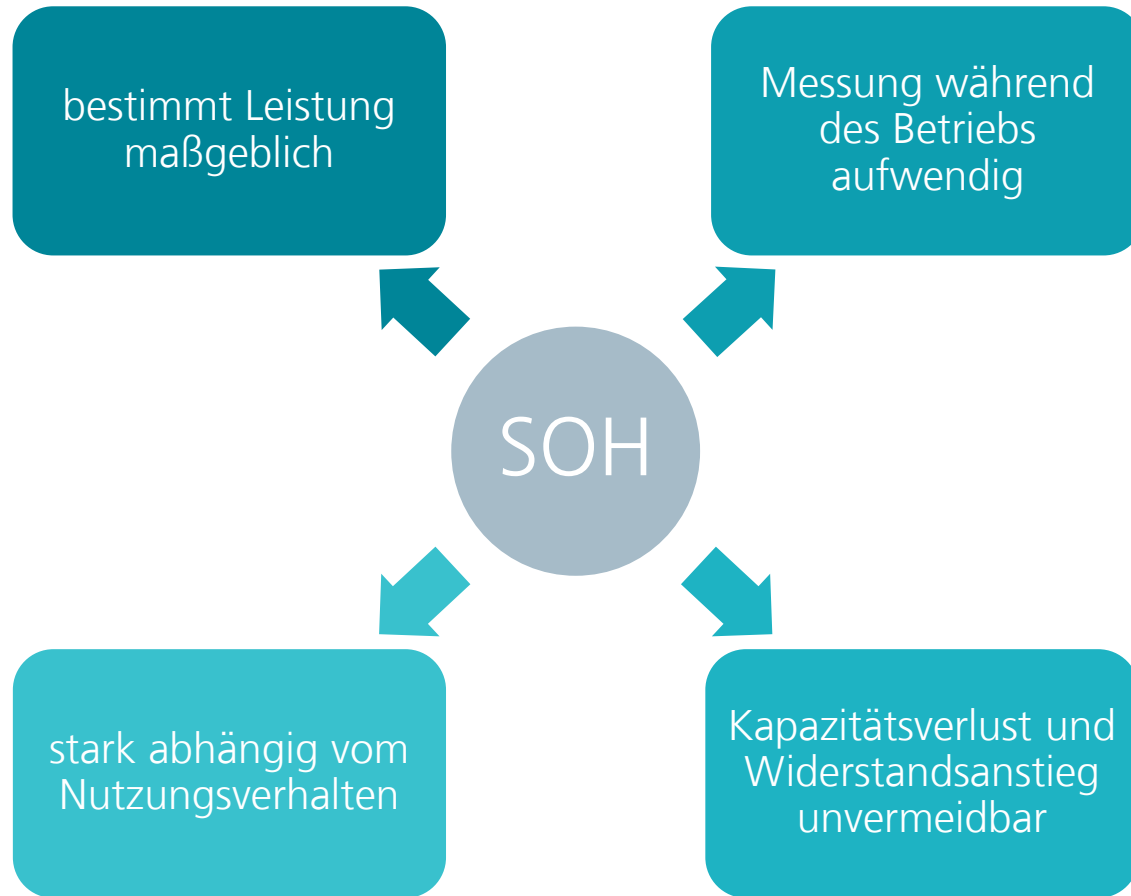 bestimmt Leistung
maßgeblich
Messung während
des Betriebs
aufwendig
SOH
stark abhängig vom
Nutzungsverhalten
Kapazitätsverlust und
Widerstandsanstieg
unvermeidbar